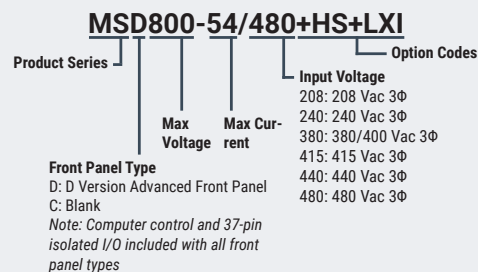 MSD800-54/480+HS+LXI
Product Series
Option Codes
Input Voltage
208: 208 Vac 3Φ
240: 240 Vac 3Φ
380: 380/400 Vac 3Φ
415: 415 Vac 3Φ
440: 440 Vac 3Φ
480: 480 Vac 3Φ
Max
Voltage
Max Cur-
rent
Front Panel Type
D: D Version Advanced Front Panel
C: Blank
Note: Computer control and 37-pin
isolated I/O included with all front
panel types